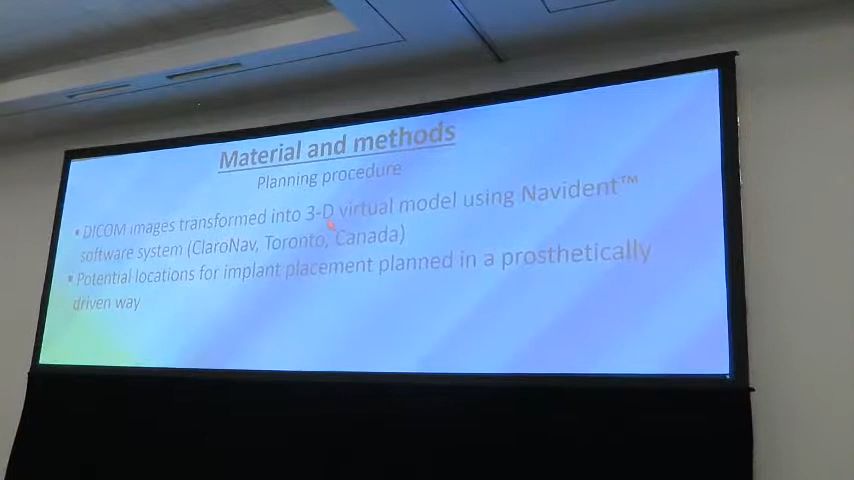 Material and methods
Planning procedure
• DICOM images transformed into 3-D virtual model using Navident™
software system (ClaroNav, Toronto, Canada)
• Potential locations for implant placement planned in a prosthetically
driven way